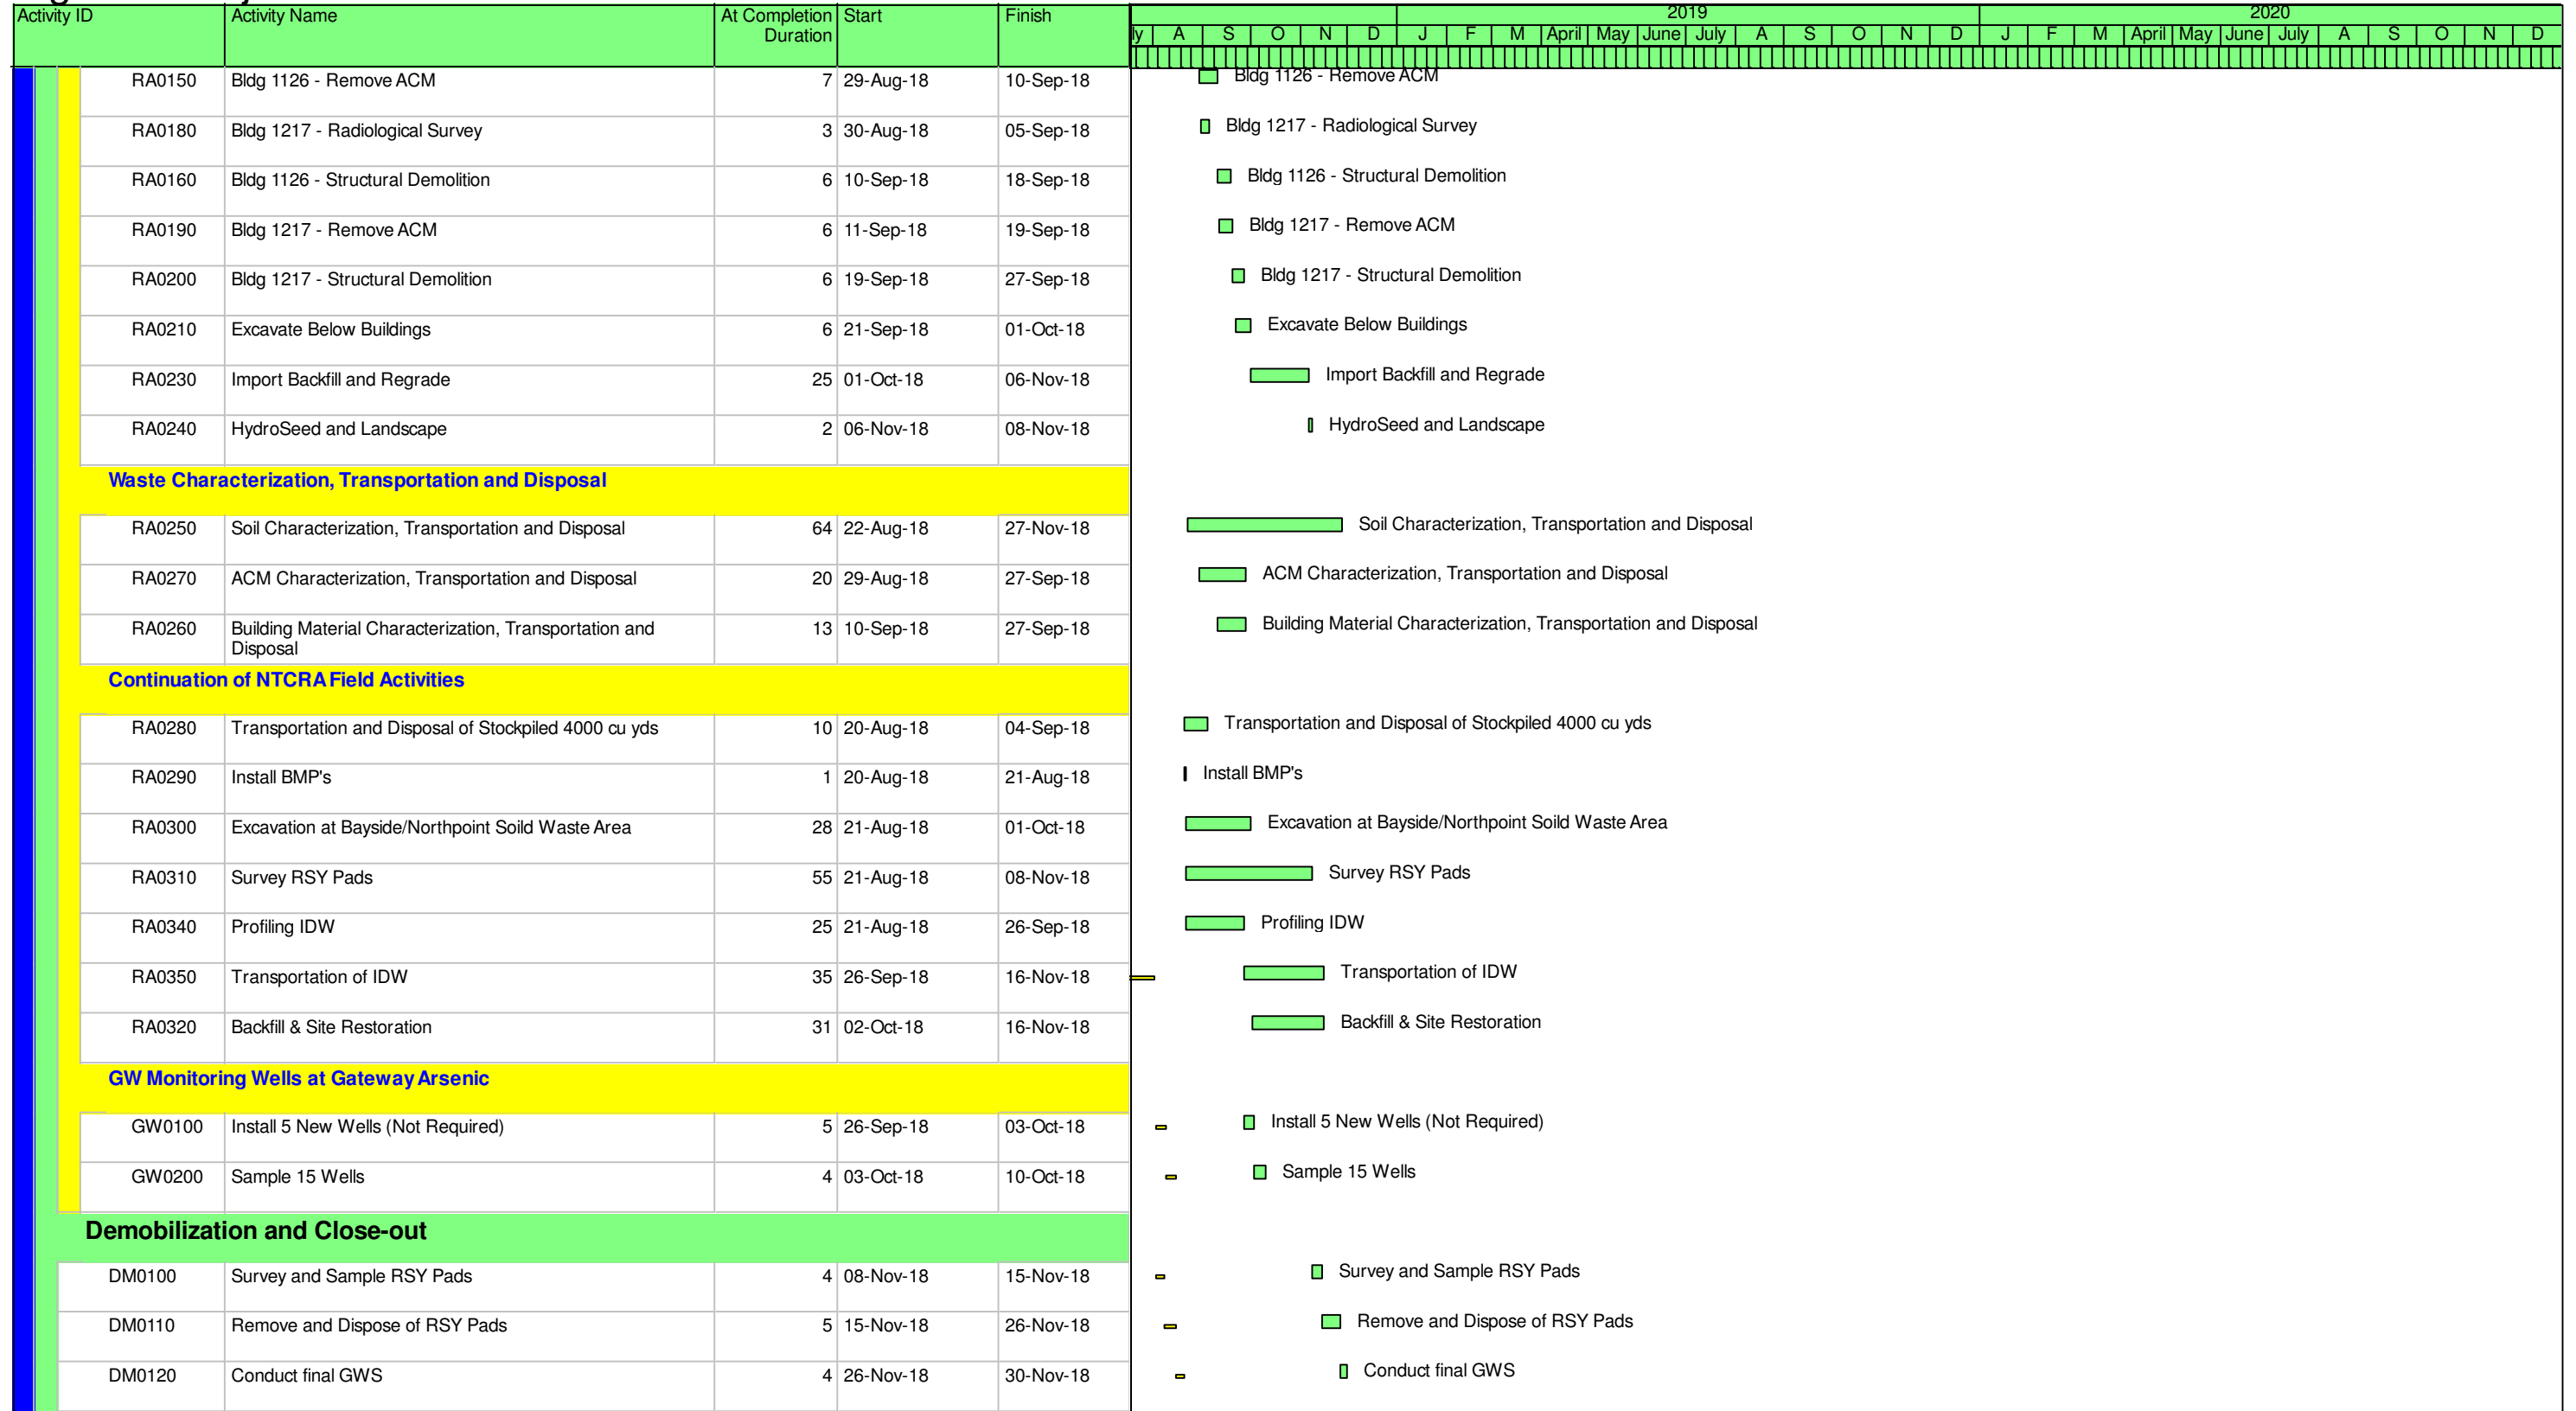 Activity ID Activity Name At Completion Duration Start Finish
2019 2020
ly A S O N D J F M April May June July A S O N D J F M April May June July A S O N D
RA0150 Bldg 1126 - Remove ACM 7 29-Aug-18 10-Sep-18 Bldg 1126 - Remove ACM
RA0180 Bldg 1217 - Radiological Survey 3 30-Aug-18 05-Sep-18 Bldg 1217 - Radiological Survey
RA0160 Bldg 1126 - Structural Demolition 6 10-Sep-18 18-Sep-18 Bldg 1126 - Structural Demolition
RA0190 Bldg 1217 - Remove ACM 6 11-Sep-18 19-Sep-18 Bldg 1217 - Remove ACM
RA0200 Bldg 1217 - Structural Demolition 6 19-Sep-18 27-Sep-18 Bldg 1217 - Structural Demolition
RA0210 Excavate Below Buildings 6 21-Sep-18 01-Oct-18 Excavate Below Buildings
RA0230 Import Backfill and Regrade 25 01-Oct-18 06-Nov-18 Import Backfill and Regrade
RA0240 HydroSeed and Landscape 2 06-Nov-18 08-Nov-18 HydroSeed and Landscape
Waste Characterization, Transportation and Disposal
RA0250 Soil Characterization, Transportation and Disposal 64 22-Aug-18 27-Nov-18 Soil Characterization, Transportation and Disposal
RA0270 ACM Characterization, Transportation and Disposal 20 29-Aug-18 27-Sep-18 ACM Characterization, Transportation and Disposal
RA0260 Building Material Characterization, Transportation and Disposal 13 10-Sep-18 27-Sep-18 Building Material Characterization, Transportation and Disposal
Continuation of NTCRA Field Activities
RA0280 Transportation and Disposal of Stockpiled 4000 cu yds 10 20-Aug-18 04-Sep-18 Transportation and Disposal of Stockpiled 4000 cu yds
RA0290 Install BMP's 1 20-Aug-18 21-Aug-18 Install BMP's
RA0300 Excavation at Bayside/Northpoint Soild Waste Area 28 21-Aug-18 01-Oct-18 Excavation at Bayside/Northpoint Soild Waste Area
RA0310 Survey RSY Pads 55 21-Aug-18 08-Nov-18 Survey RSY Pads
RA0340 Profiling IDW 25 21-Aug-18 26-Sep-18 Profiling IDW
RA0350 Transportation of IDW 35 26-Sep-18 16-Nov-18 Transportation of IDW
RA0320 Backfill & Site Restoration 31 02-Oct-18 16-Nov-18 Backfill & Site Restoration
GW Monitoring Wells at Gateway Arsenic
GW0100 Install 5 New Wells (Not Required) 5 26-Sep-18 03-Oct-18 Install 5 New Wells (Not Required)
GW0200 Sample 15 Wells 4 03-Oct-18 10-Oct-18 Sample 15 Wells
Demobilization and Close-out
DM0100 Survey and Sample RSY Pads 4 08-Nov-18 15-Nov-18 Survey and Sample RSY Pads
DM0110 Remove and Dispose of RSY Pads 5 15-Nov-18 26-Nov-18 Remove and Dispose of RSY Pads
DM0120 Conduct final GWS 4 26-Nov-18 30-Nov-18 Conduct final GWS